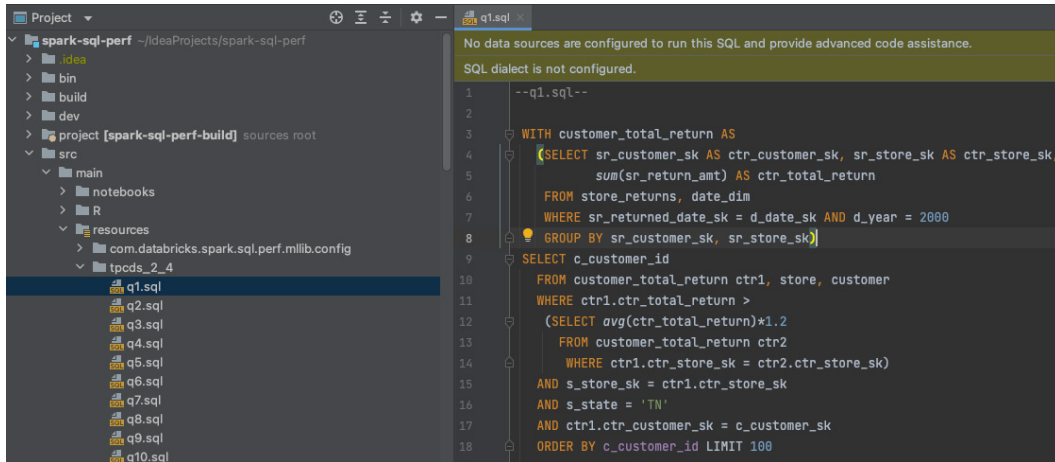 Project
spark-sql-perf ~/IdeaProjects/spark-sql-perf
.idea
bin
build
dev
project [spark-sql-perf-build] sources root
src
main
notebooks
R
resources
com.databricks.spark.sql.perf.mllib.config
tpcds_2_4
q1.sql
q2.sql
q3.sql
q4.sql
q5.sql
q6.sql
q7.sql
q8.sql
q9.sql
q10.sql
q1.sql
No data sources are configured to run this SQL and provide advanced code assistance.
SQL dialect is not configured.
1 --q1.sql--
2
3 WITH customer_total_return AS
4 (SELECT sr_customer_sk AS ctr_customer_sk, sr_store_sk AS ctr_store_sk,
5 sum(sr_return_amt) AS ctr_total_return
6 FROM store_returns, date_dim
7 WHERE sr_returned_date_sk = d_date_sk AND d_year = 2000
8 GROUP BY sr_customer_sk, sr_store_sk)
9 SELECT c_customer_id
10 FROM customer_total_return ctr1, store, customer
11 WHERE ctr1.ctr_total_return >
12 (SELECT avg(ctr_total_return)*1.2
13 FROM customer_total_return ctr2
14 WHERE ctr1.ctr_store_sk = ctr2.ctr_store_sk)
15 AND s_store_sk = ctr1.ctr_store_sk
16 AND s_state = 'TN'
17 AND ctr1.ctr_customer_sk = c_customer_sk
18 ORDER BY c_customer_id LIMIT 100